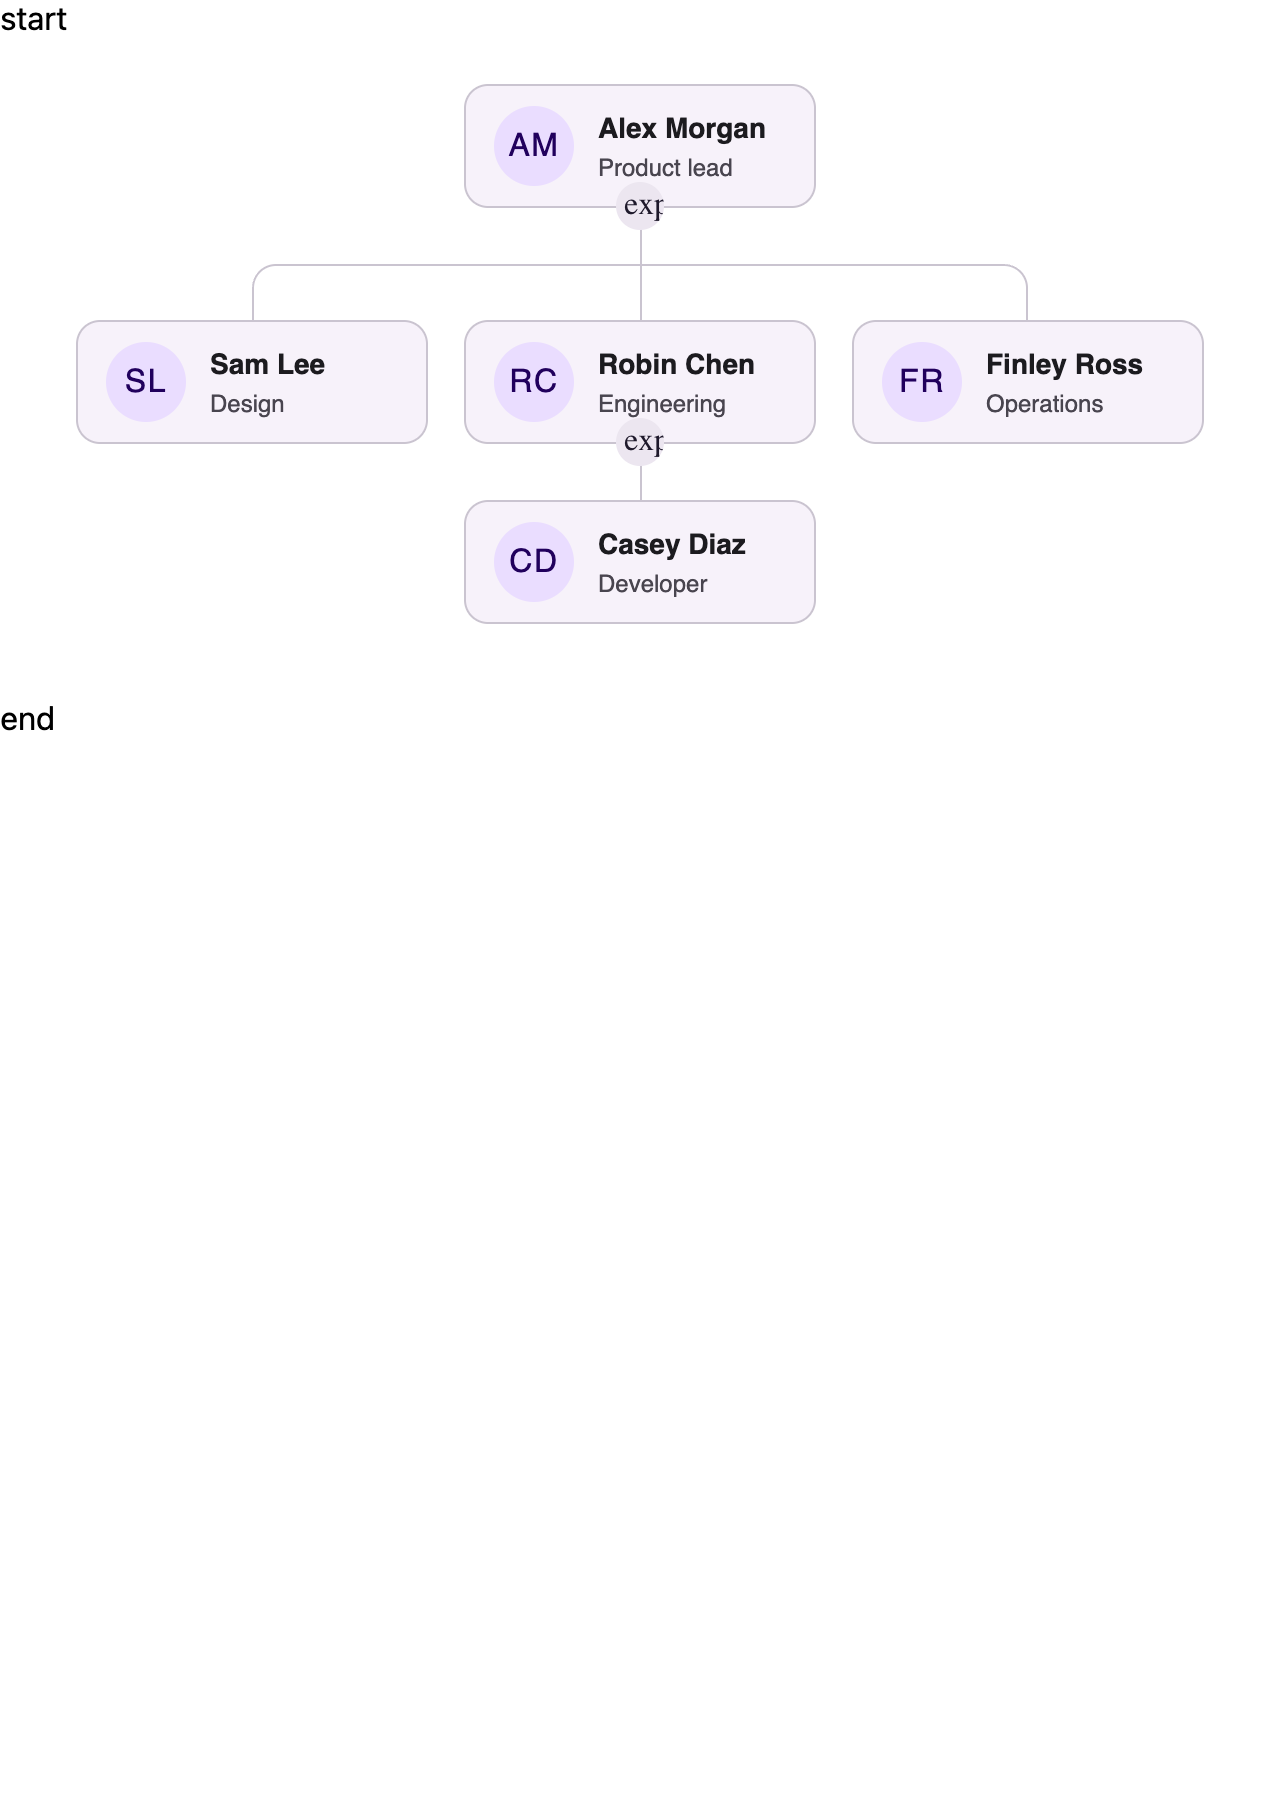 start
AM
Alex Morgan
Product lead
exp
SL
Sam Lee
Design
RC
Robin Chen
Engineering
exp
FR
Finley Ross
Operations
CD
Casey Diaz
Developer
end